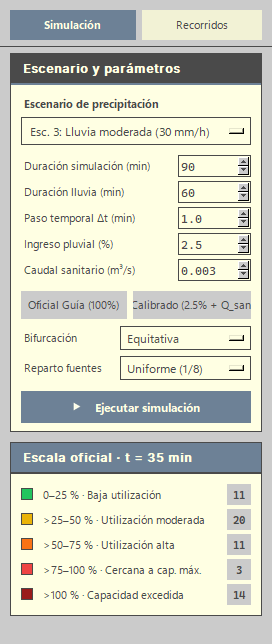 Simulación
Recorridos
Escenario y parámetros
Escenario de precipitación
Esc. 3: Lluvia moderada (30 mm/h)
Duración simulación (min) 90
Duración lluvia (min) 60
Paso temporal Δt (min) 1.0
Ingreso pluvial (%) 2.5
Caudal sanitario (m³/s) 0.003
Oficial Guía (100%)
Calibrado (2.5% + Q_san
Bifurcación Equitativa
Reparto fuentes Uniforme (1/8)
▶ Ejecutar simulación
Escala oficial · t = 35 min
0–25 % · Baja utilización 11
>25–50 % · Utilización moderada 20
>50–75 % · Utilización alta 11
>75–100 % · Cercana a cap. máx. 3
>100 % · Capacidad excedida 14